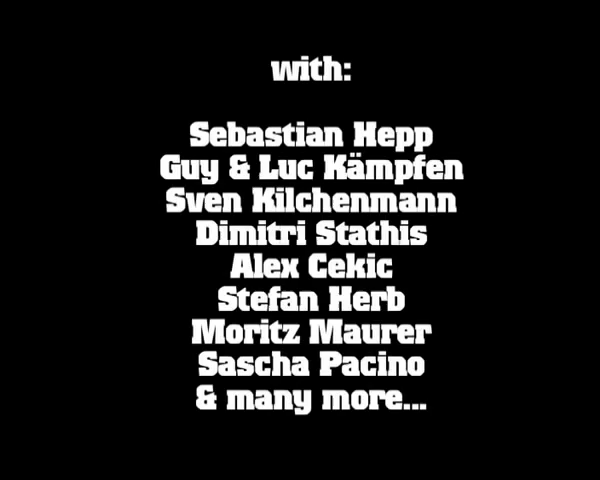 with:
Sebastian Hepp
Guy & Luc Kämpfen
Sven Kilchenmann
Dimitri Stathis
Alex Cekic
Stefan Herb
Moritz Maurer
Sascha Pacino
& many more...